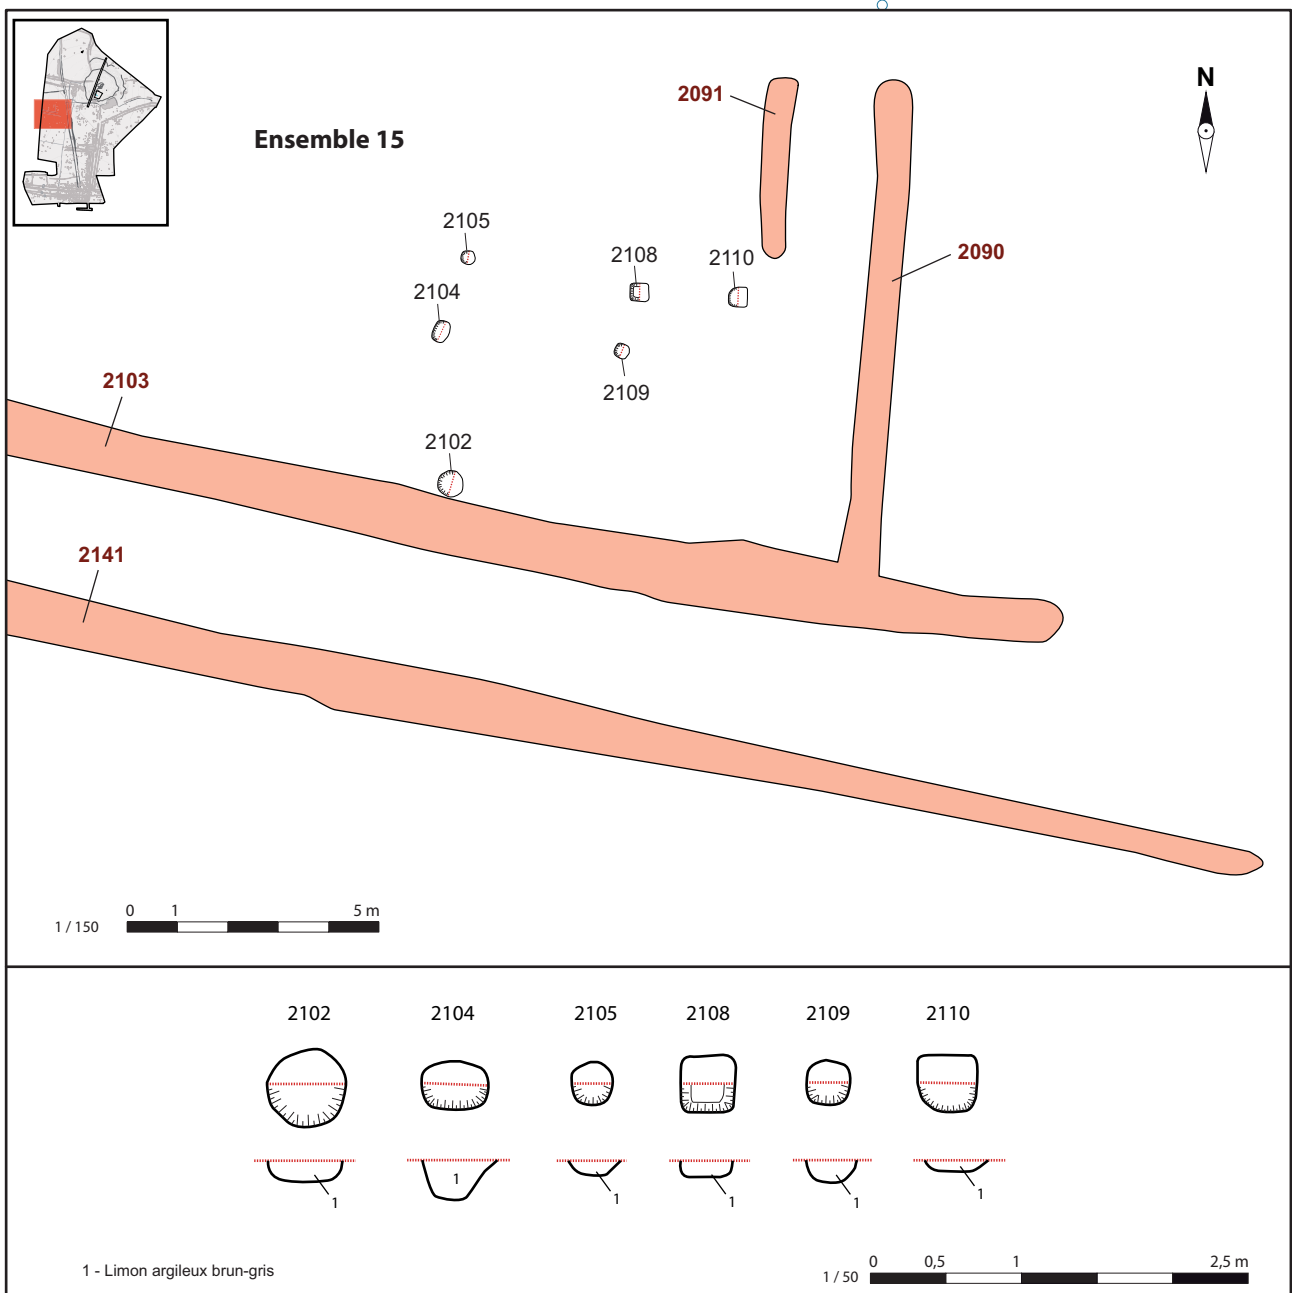 N
2091
Ensemble 15
2105
2108
2110
2090
2104
2103
2109
2102
2141
0 1 5 m
1 / 150
2102 2104 2105 2108 2109 2110
1
1 1 1 1 1
1 - Limon argileux brun-gris
0 0,5 1 2,5 m
1 / 50